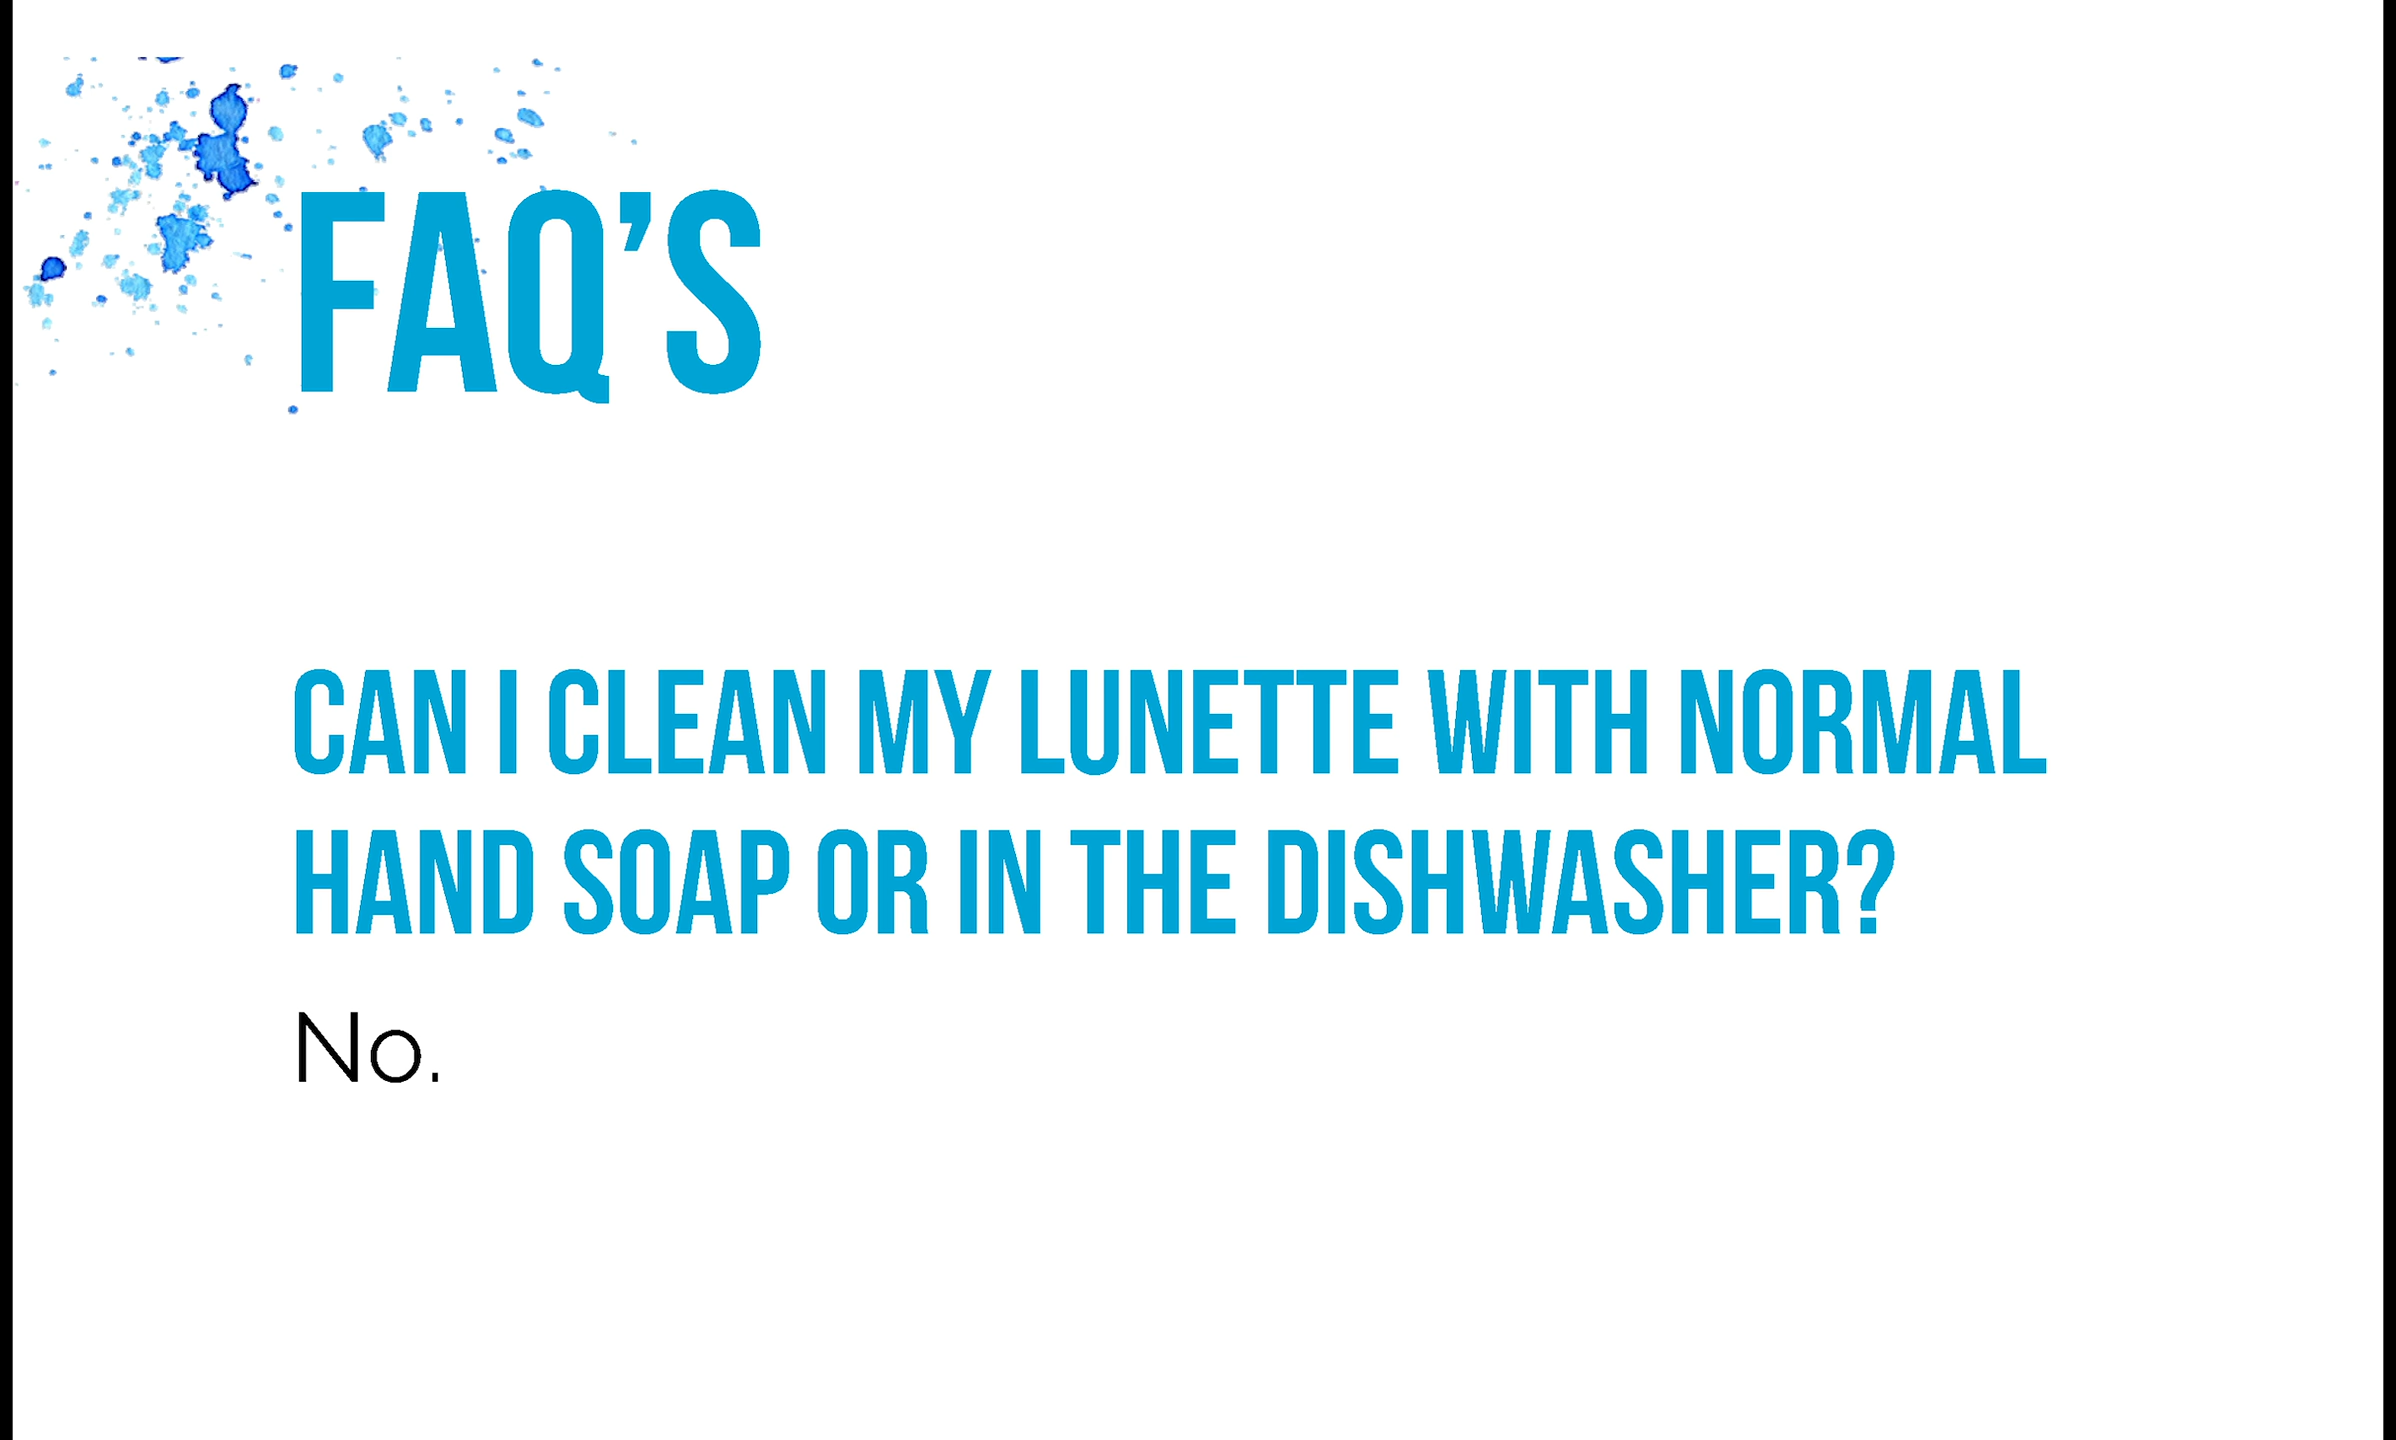 FAQ’S
CAN I CLEAN MY LUNETTE WITH NORMAL
HAND SOAP OR IN THE DISHWASHER?
No.